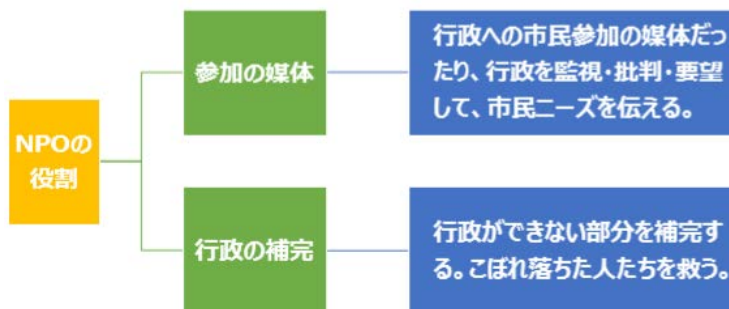 NPOの
役割
参加の媒体
行政への市民参加の媒体だっ
たり、行政を監視・批判・要望
して、市民ニーズを伝える。
行政の補完
行政ができない部分を補完す
る。こぼれ落ちた人たちを救う。